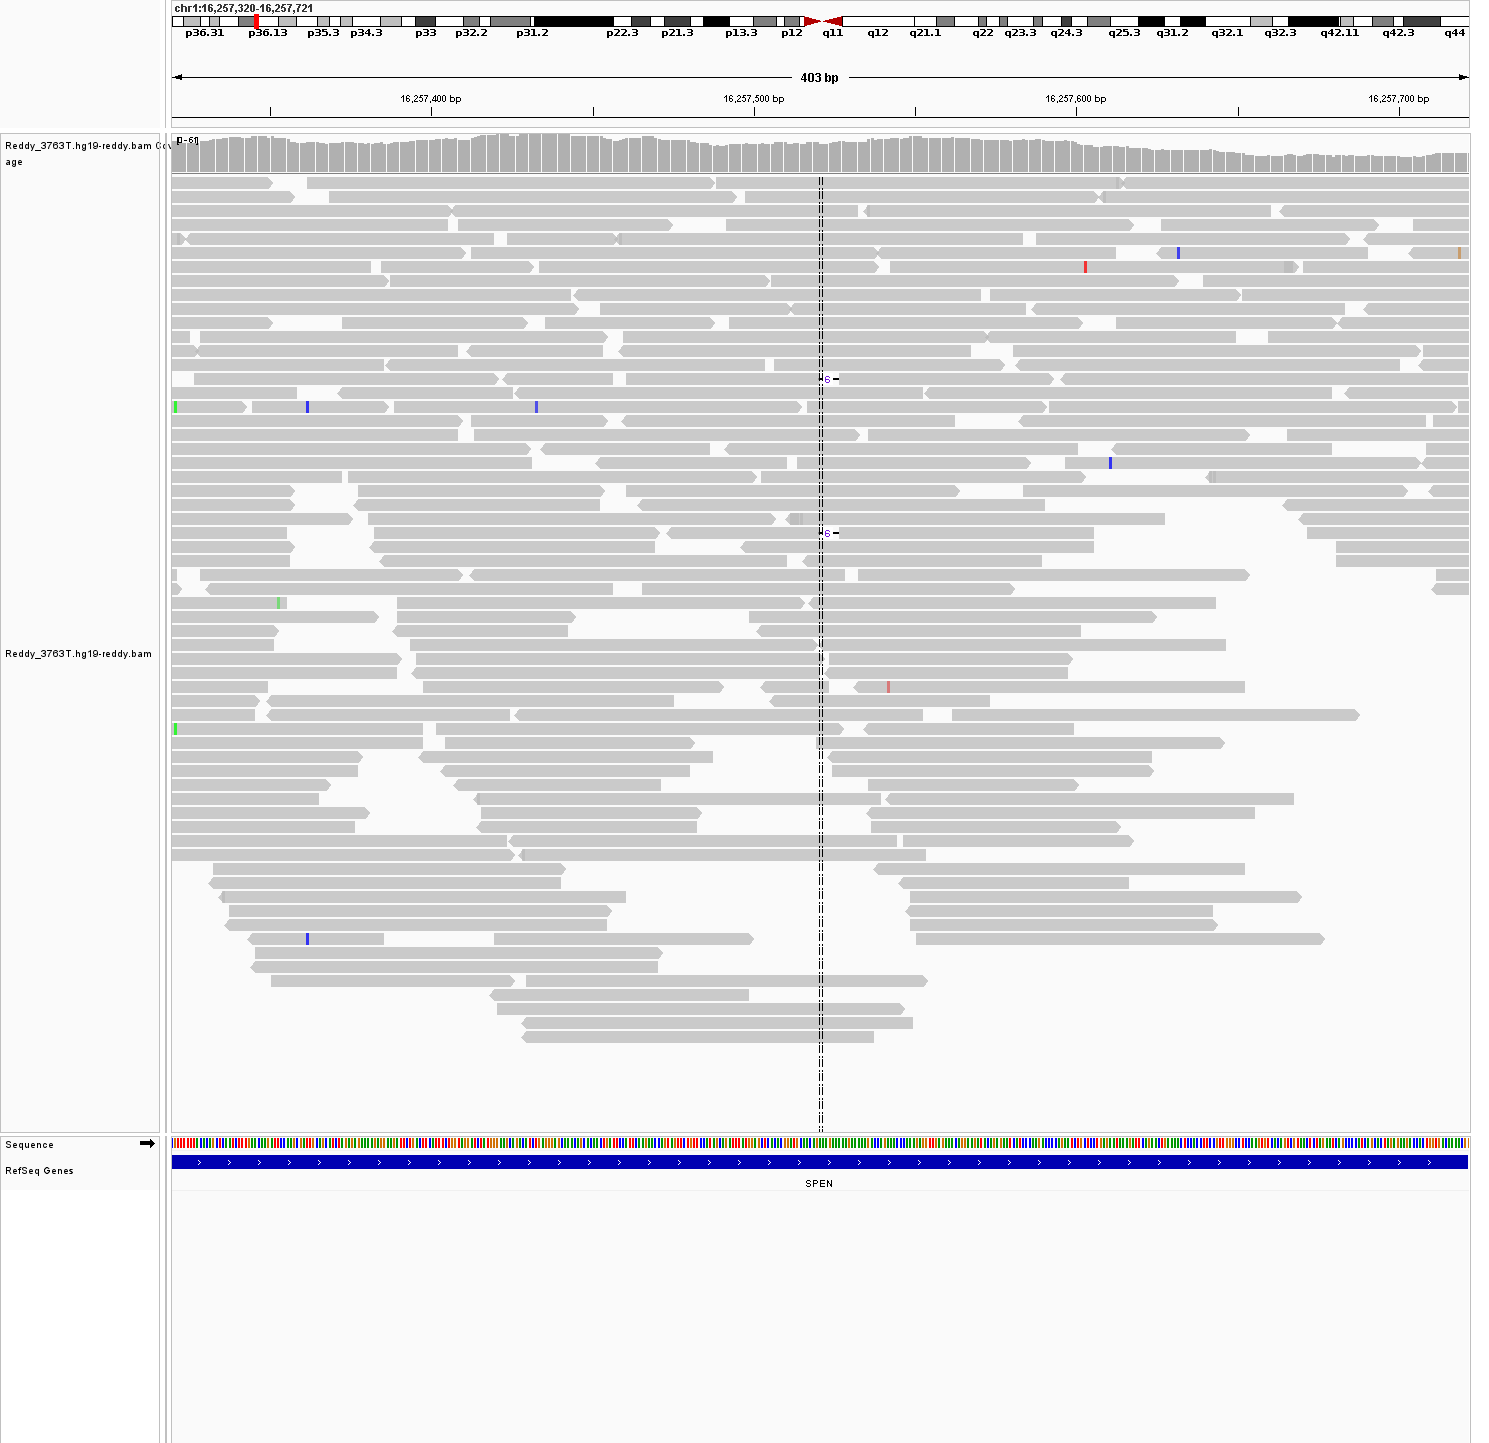 chr1:16,257,320-16,257,721
p36.31 p36.13 p35.3 p34.3 p33 p32.2 p31.2 p22.3 p21.3 p13.3 p12 q11 q12 q21.1 q22 q23.3 q24.3 q25.3 q31.2 q32.1 q32.3 q42.11 q42.3 q44
403 bp
16,257,400 bp 16,257,500 bp 16,257,600 bp 16,257,700 bp
[0-61]
Reddy_3763T.hg19-reddy.bam Cov
age
6
6
Reddy_3763T.hg19-reddy.bam
Sequence
RefSeq Genes
SPEN